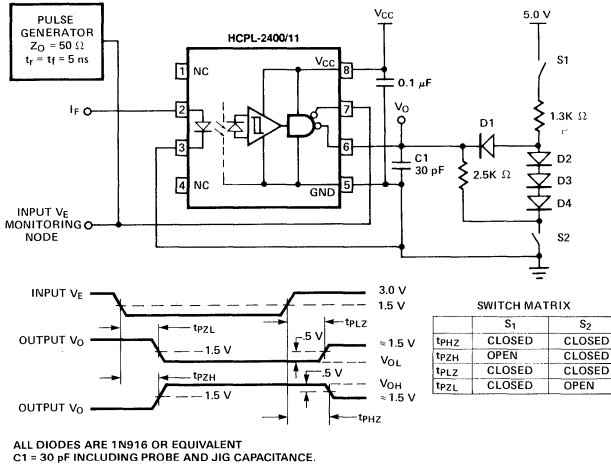 PULSE
GENERATOR
Z_O = 50 Ω
t_r = t_f = 5 ns
HCPL-2400/11
V_CC
5.0 V
S1
1 NC
V_CC 8
0.1 μF
I_F
2
7
V_O
1.3K Ω
3
6
D1
D2
D3
D4
C1
30 pF
2.5K Ω
4 NC
GND 5
S2
INPUT V_E
MONITORING
NODE
INPUT V_E
3.0 V
1.5 V
t_PZL
t_PLZ
OUTPUT V_O
1.5 V
.5 V
≈ 1.5 V
V_OL
t_PZH
.5 V
V_OH
OUTPUT V_O
1.5 V
≈ 1.5 V
t_PHZ
SWITCH MATRIX
S_1 S_2
t_PHZ CLOSED CLOSED
t_PZH OPEN CLOSED
t_PLZ CLOSED CLOSED
t_PZL CLOSED OPEN
ALL DIODES ARE 1N916 OR EQUIVALENT
C1 = 30 pF INCLUDING PROBE AND JIG CAPACITANCE.